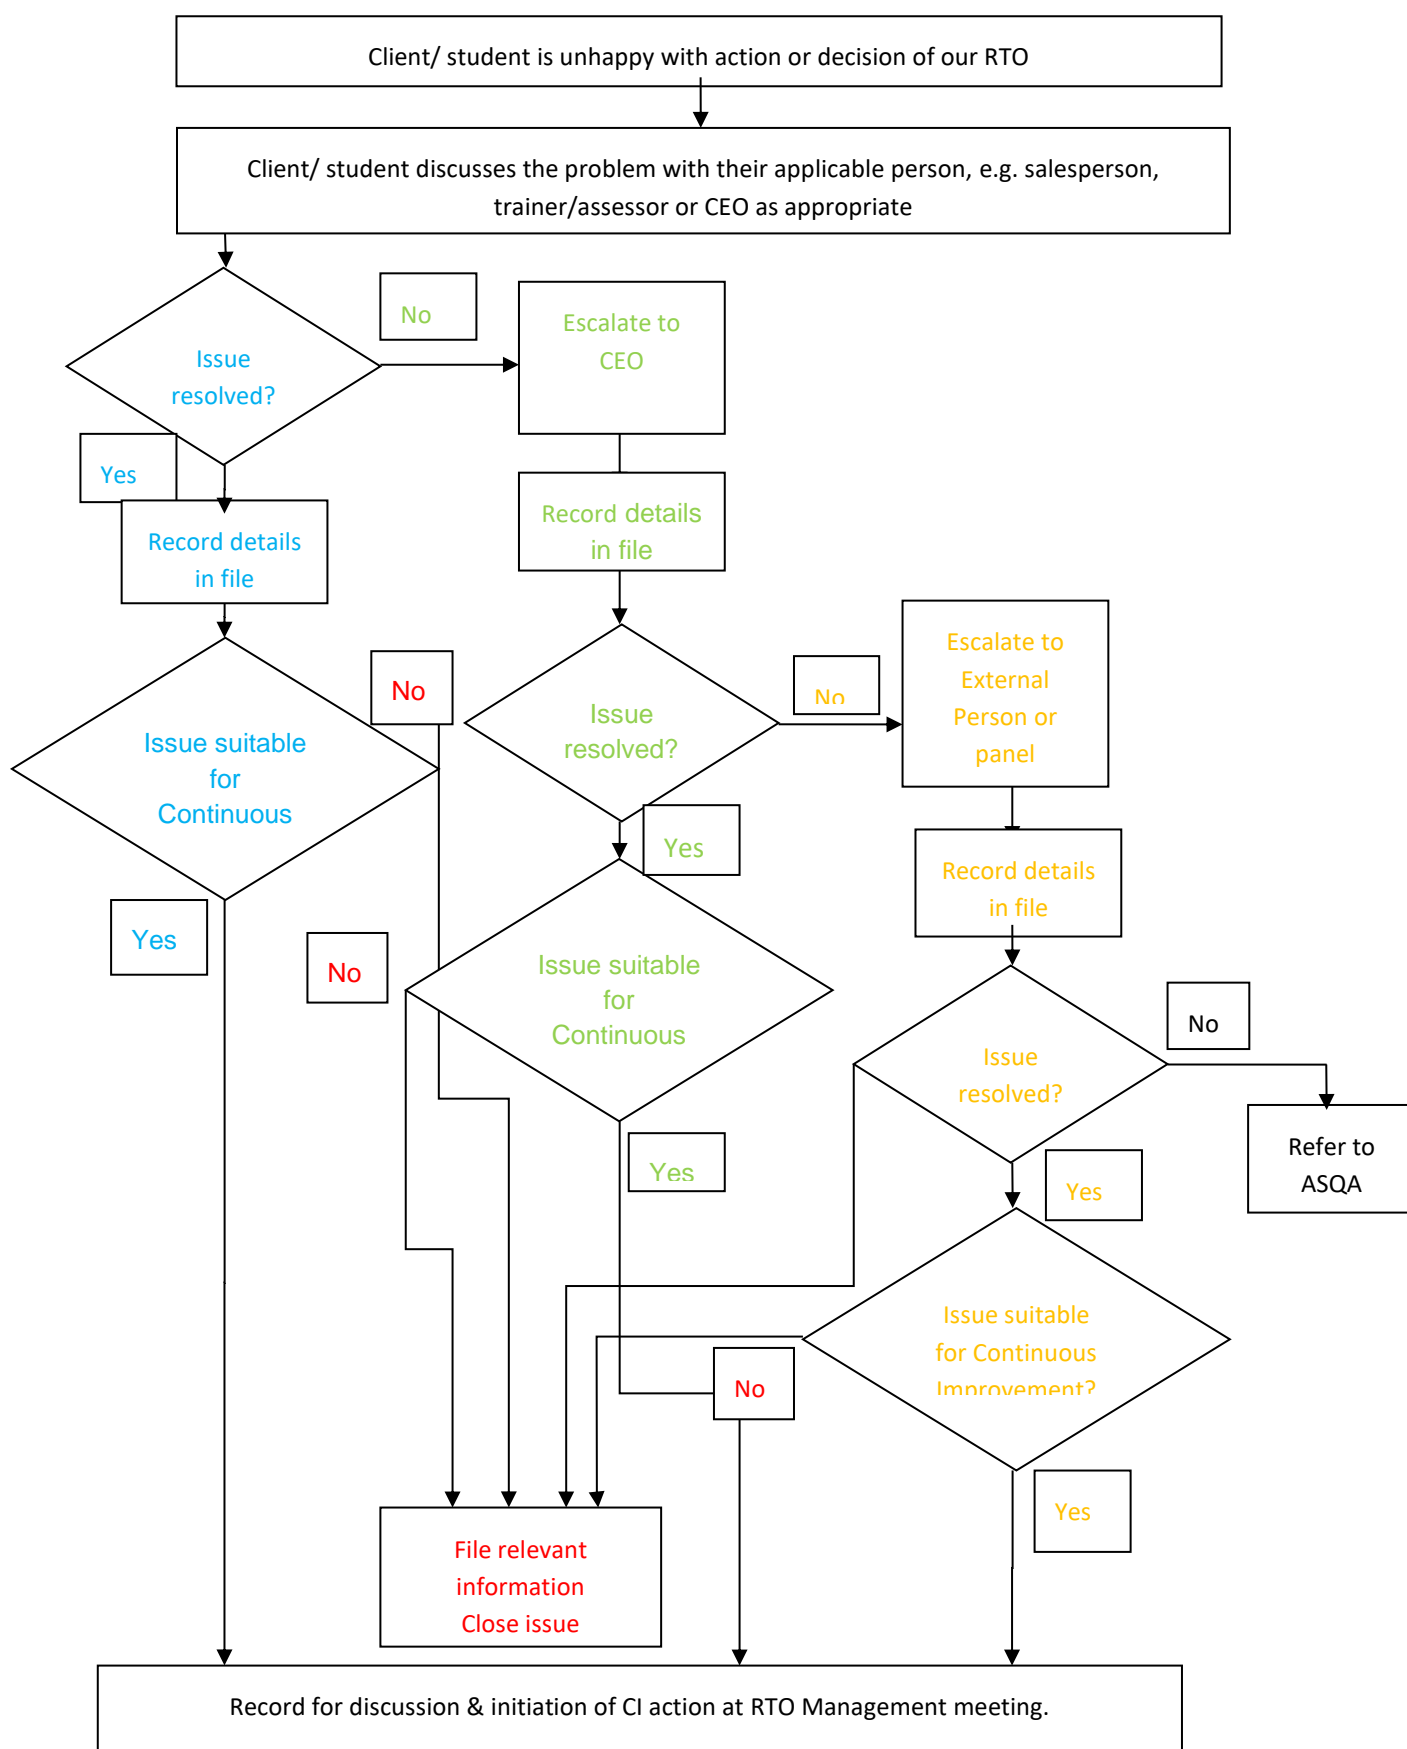 Client/ student is unhappy with action or decision of our RTO
Client/ student discusses the problem with their applicable person, e.g. salesperson,
trainer/assessor or CEO as appropriate
No
Escalate to
CEO
Issue
resolved?
Yes
Record details
in file
Record details
in file
No
Issue suitable
for
Continuous
Issue
resolved?
No
Escalate to
External
Person or
panel
Yes
Yes
Record details
in file
No
Issue suitable
for
Continuous
No
Issue
resolved?
Yes
Yes
Refer to
ASQA
Issue suitable
for Continuous
Improvement?
No
Yes
File relevant
information
Close issue
Record for discussion & initiation of CI action at RTO Management meeting.